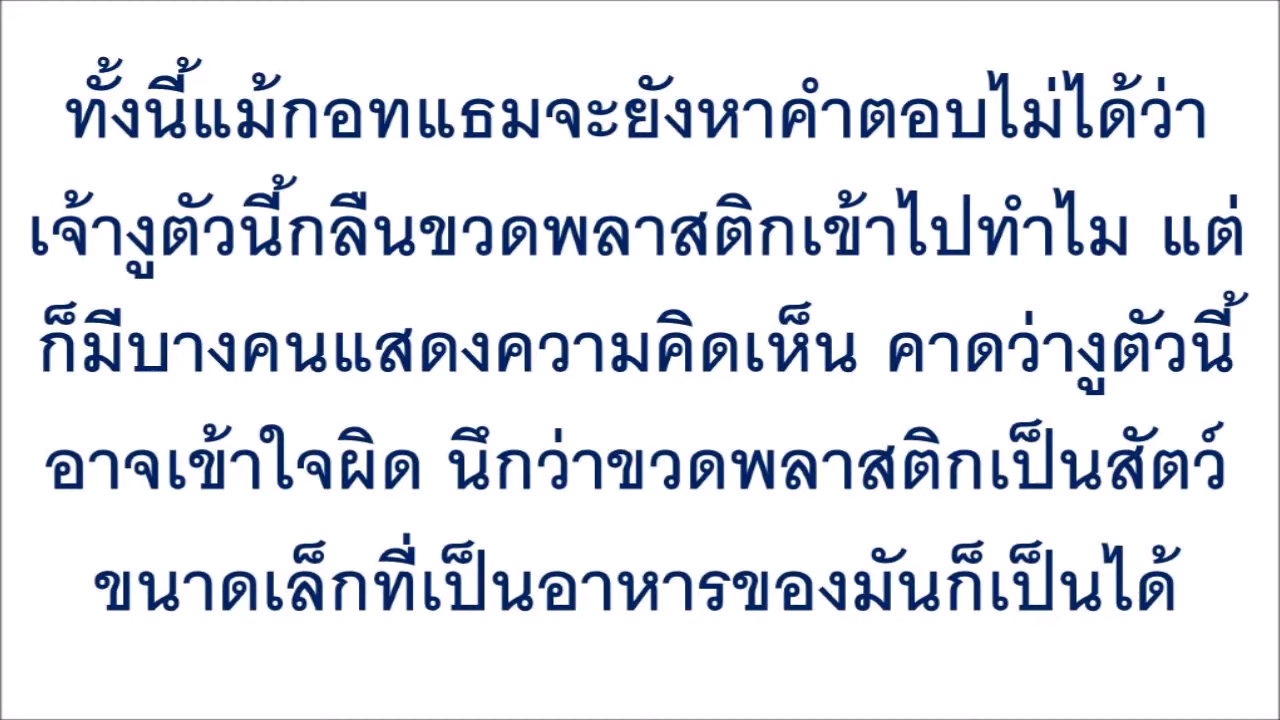 ทั้งนี้แม้กอทแธมจะยังหาคำตอบไม่ได้ว่า
เจ้างูตัวนี้กลืนขวดพลาสติกเข้าไปทำไม แต่
ก็มีบางคนแสดงความคิดเห็น คาดว่างูตัวนี้
อาจเข้าใจผิด นึกว่าขวดพลาสติกเป็นสัตว์
ขนาดเล็กที่เป็นอาหารของมันก็เป็นได้